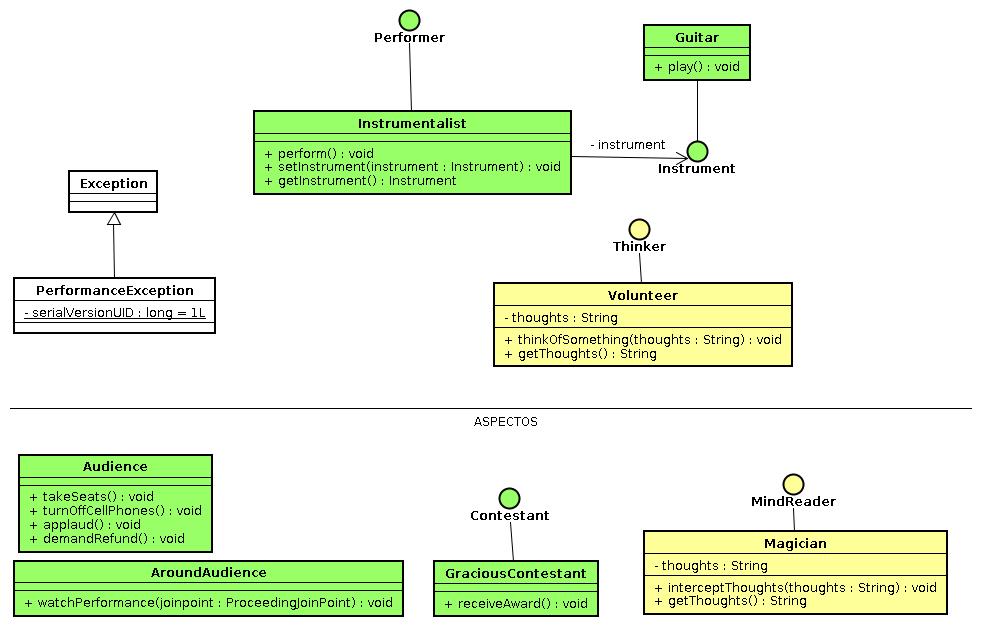 Performer
Guitar
+ play() : void
Instrumentalist
+ perform() : void
+ setInstrument(instrument : Instrument) : void
+ getInstrument() : Instrument
- instrument
Instrument
Exception
PerformanceException
- serialVersionUID : long = 1L
Thinker
Volunteer
- thoughts : String
+ thinkOfSomething(thoughts : String) : void
+ getThoughts() : String
ASPECTOS
Audience
+ takeSeats() : void
+ turnOffCellPhones() : void
+ applaud() : void
+ demandRefund() : void
AroundAudience
+ watchPerformance(joinpoint : ProceedingJoinPoint) : void
Contestant
GraciousContestant
+ receiveAward() : void
MindReader
Magician
- thoughts : String
+ interceptThoughts(thoughts : String) : void
+ getThoughts() : String